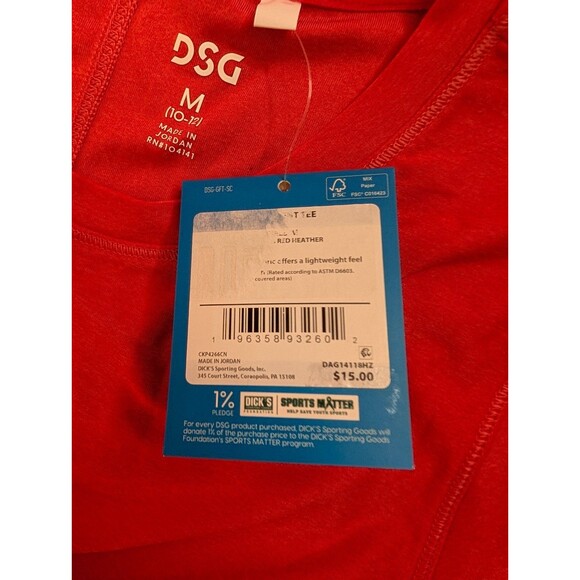 DSG
M
(10-12)
MADE IN
JORDAN
RN#104141
DSG-GFT-SC
FSC
MIX
Paper
FSC® C019423
TEE
RED HEATHER
offers a lightweight feel
(Rated according to ASTM D6603.
covered areas)
1 96358 93260 2
CKP4266CN
MADE IN JORDAN
DICK'S Sporting Goods, Inc.
345 Court Street, Coraopolis, PA 15108
DAG14118HZ
$15.00
1%
PLEDGE
DICK'S
FOUNDATION
SPORTS MATTER
HELP SAVE YOUTH SPORTS
For every DSG product purchased, DICK'S Sporting Goods will
donate 1% of the purchase price to the DICK'S Sporting Goods
Foundation's SPORTS MATTER program.